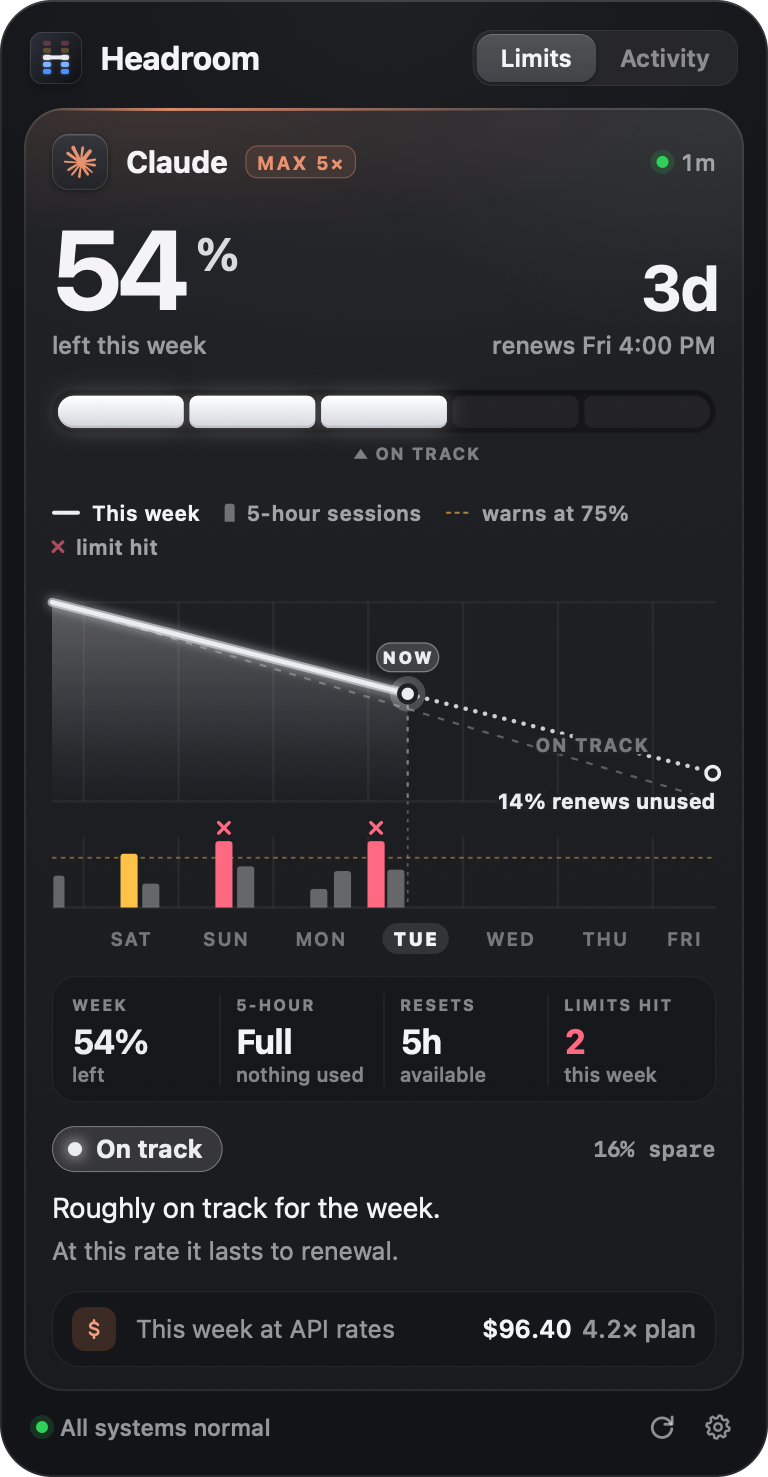 Headroom
Limits
Activity
Claude
MAX 5×
1m
54%
3d
left this week
renews Fri 4:00 PM
ON TRACK
This week
5-hour sessions
warns at 75%
limit hit
NOW
ON TRACK
14% renews unused
SAT SUN MON TUE WED THU FRI
WEEK
54%
left
5-HOUR
Full
nothing used
RESETS
5h
available
LIMITS HIT
2
this week
On track
16% spare
Roughly on track for the week.
At this rate it lasts to renewal.
$ This week at API rates
$96.40 4.2× plan
All systems normal